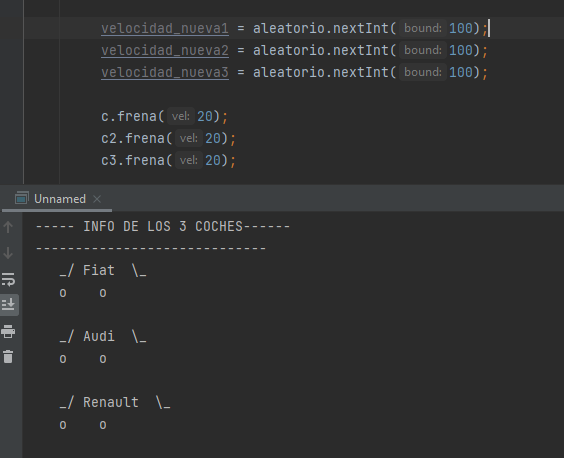 velocidad_nueva1 = aleatorio.nextInt( bound: 100);
velocidad_nueva2 = aleatorio.nextInt( bound: 100);
velocidad_nueva3 = aleatorio.nextInt( bound: 100);
c.frena( vel: 20);
c2.frena( vel: 20);
c3.frena( vel: 20);
Unnamed ×
----- INFO DE LOS 3 COCHES------
-----------------------------
_/ Fiat  \_
o    o
_/ Audi  \_
o    o
_/ Renault  \_
o    o